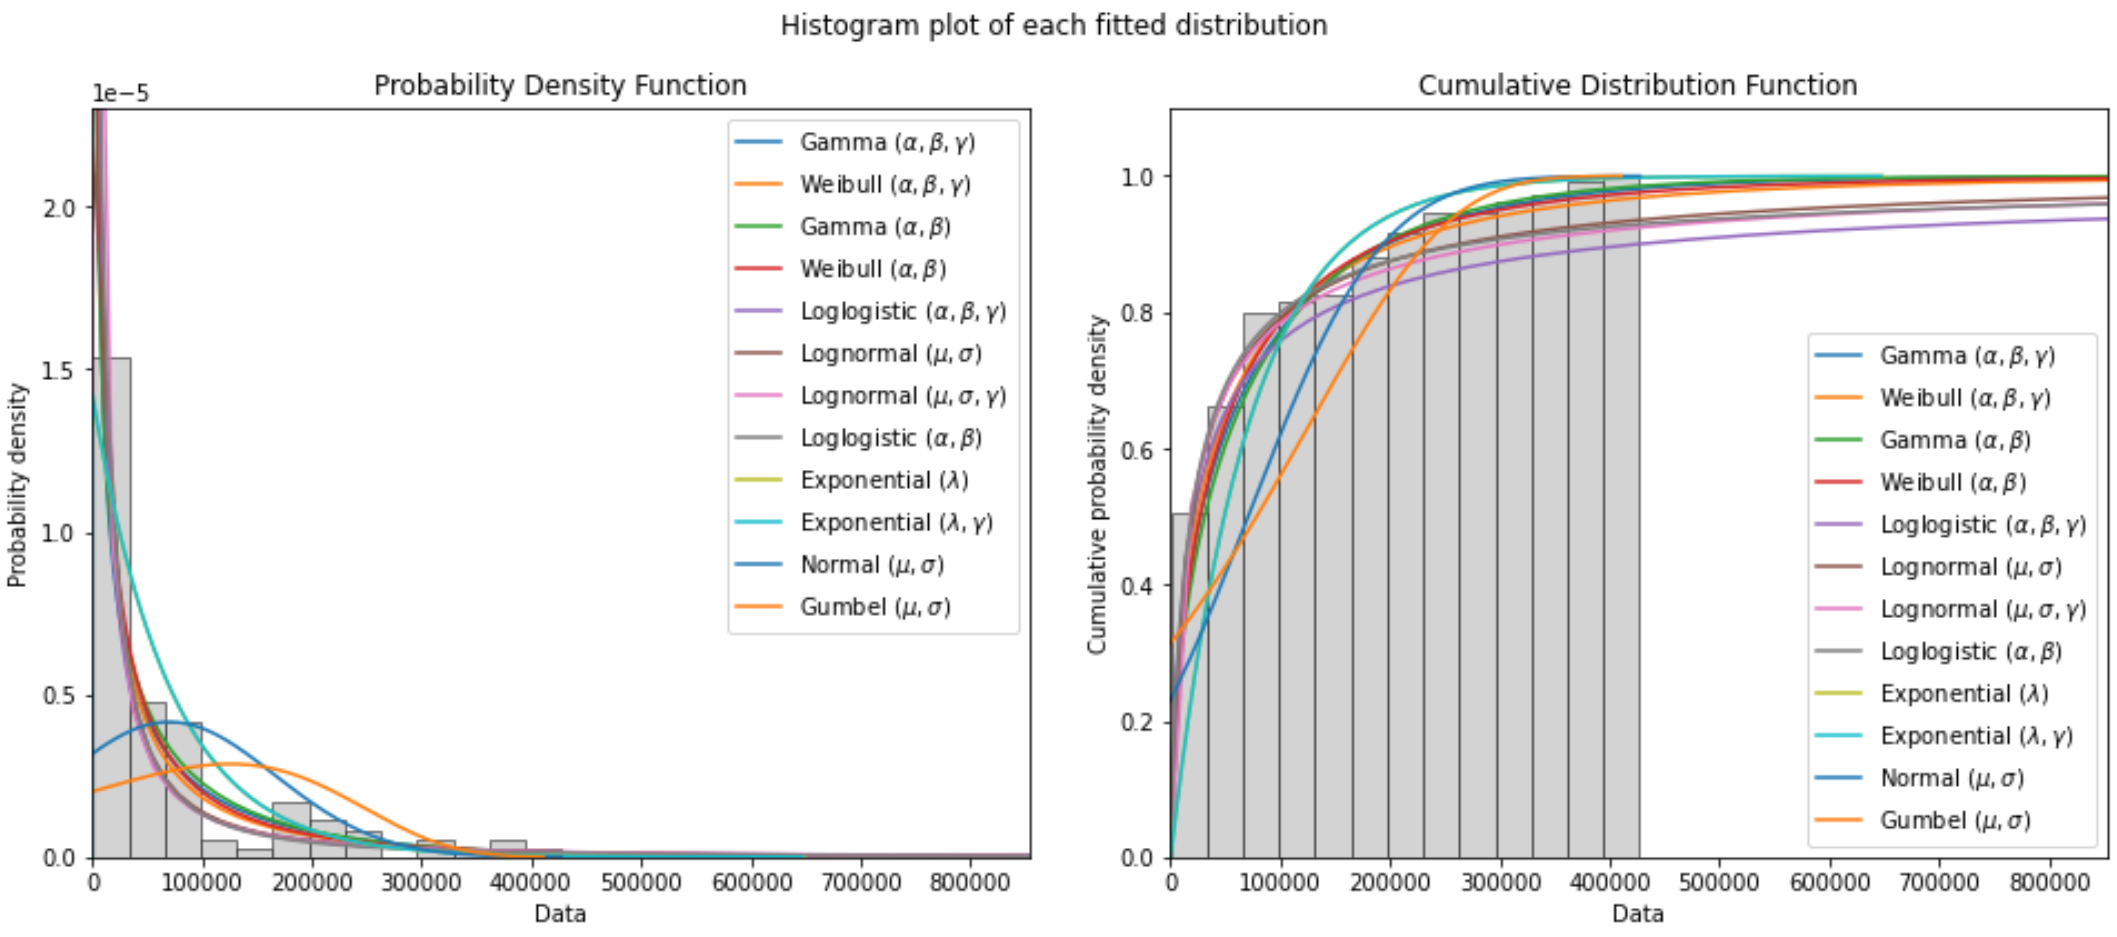 Histogram plot of each fitted distribution
Probability Density Function
1e−5
2.0
1.5
1.0
0.5
0.0
Probability density
0 100000 200000 300000 400000 500000 600000 700000 800000
Data
Gamma (α, β, γ)
Weibull (α, β, γ)
Gamma (α, β)
Weibull (α, β)
Loglogistic (α, β, γ)
Lognormal (μ, σ)
Lognormal (μ, σ, γ)
Loglogistic (α, β)
Exponential (λ)
Exponential (λ, γ)
Normal (μ, σ)
Gumbel (μ, σ)
Cumulative Distribution Function
1.0
0.8
0.6
0.4
0.2
0.0
Cumulative probability density
0 100000 200000 300000 400000 500000 600000 700000 800000
Data
Gamma (α, β, γ)
Weibull (α, β, γ)
Gamma (α, β)
Weibull (α, β)
Loglogistic (α, β, γ)
Lognormal (μ, σ)
Lognormal (μ, σ, γ)
Loglogistic (α, β)
Exponential (λ)
Exponential (λ, γ)
Normal (μ, σ)
Gumbel (μ, σ)